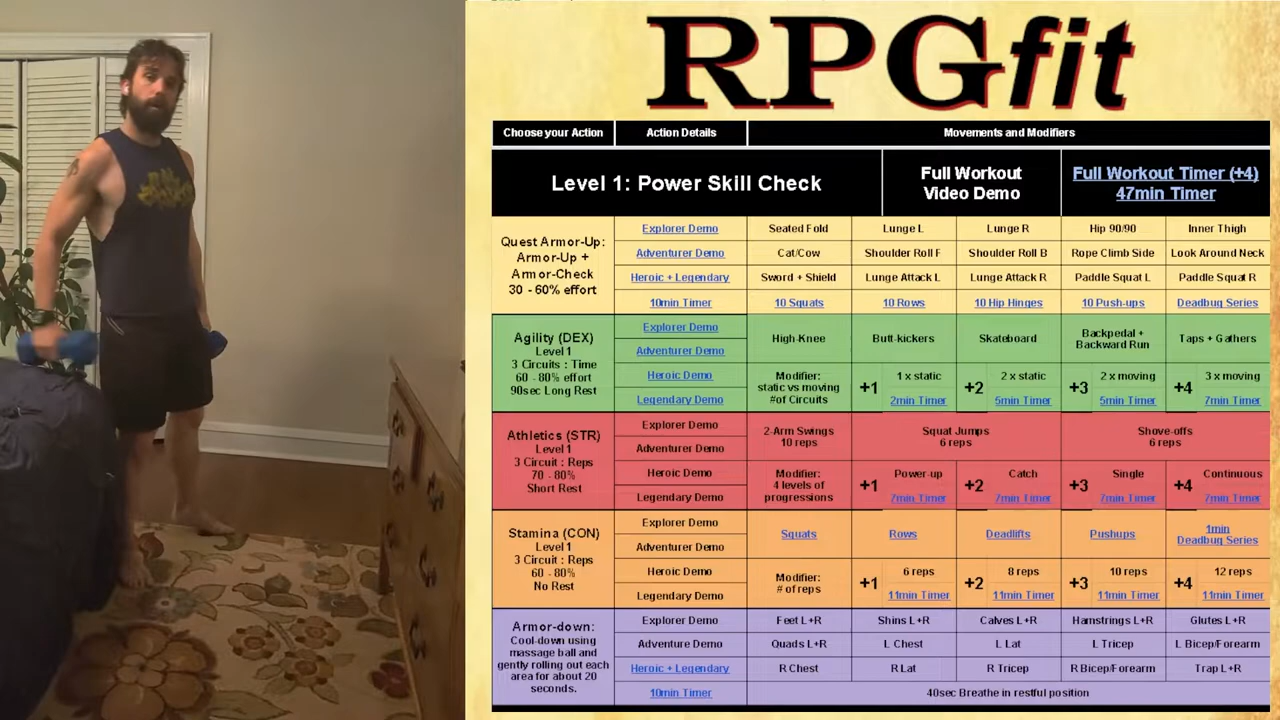 RPGfit
Choose your Action Action Details Movements and Modifiers
Level 1: Power Skill Check
Full Workout
Video Demo
Full Workout Timer (+4)
47min Timer
Quest Armor-Up:
Armor-Up +
Armor-Check
30 - 60% effort
Explorer Demo Seated Fold Lunge L Lunge R Hip 90/90 Inner Thigh
Adventurer Demo Cat/Cow Shoulder Roll F Shoulder Roll B Rope Climb Side Look Around Neck
Heroic + Legendary Sword + Shield Lunge Attack L Lunge Attack R Paddle Squat L Paddle Squat R
10min Timer 10 Squats 10 Rows 10 Hip Hinges 10 Push-ups Deadbug Series
Agility (DEX)
Level 1
3 Circuits : Time
60 - 80% effort
90sec Long Rest
Explorer Demo
Adventurer Demo
High-Knee Butt-kickers Skateboard
Backpedal +
Backward Run
Taps + Gathers
Heroic Demo
Legendary Demo
Modifier:
static vs moving
#of Circuits
+1 1 x static
2min Timer
+2 2 x static
5min Timer
+3 2 x moving
5min Timer
+4 3 x moving
7min Timer
Athletics (STR)
Level 1
3 Circuit : Reps
70 - 80%
Short Rest
Explorer Demo
Adventurer Demo
2-Arm Swings
10 reps
Squat Jumps
6 reps
Shove-offs
6 reps
Heroic Demo
Legendary Demo
Modifier:
4 levels of
progressions
+1 Power-up
7min Timer
+2 Catch
7min Timer
+3 Single
7min Timer
+4 Continuous
7min Timer
Stamina (CON)
Level 1
3 Circuit : Reps
60 - 80%
No Rest
Explorer Demo
Adventurer Demo
Squats Rows Deadlifts Pushups
1min
Deadbug Series
Heroic Demo
Legendary Demo
Modifier:
# of reps
+1 6 reps
11min Timer
+2 8 reps
11min Timer
+3 10 reps
11min Timer
+4 12 reps
11min Timer
Armor-down:
Cool-down using
massage ball and
gently rolling out each
area for about 20
seconds.
Explorer Demo Feet L+R Shins L+R Calves L+R Hamstrings L+R Glutes L+R
Adventure Demo Quads L+R L Chest L Lat L Tricep L Bicep/Forearm
Heroic + Legendary R Chest R Lat R Tricep R Bicep/Forearm Trap L+R
10min Timer 40sec Breathe in restful position